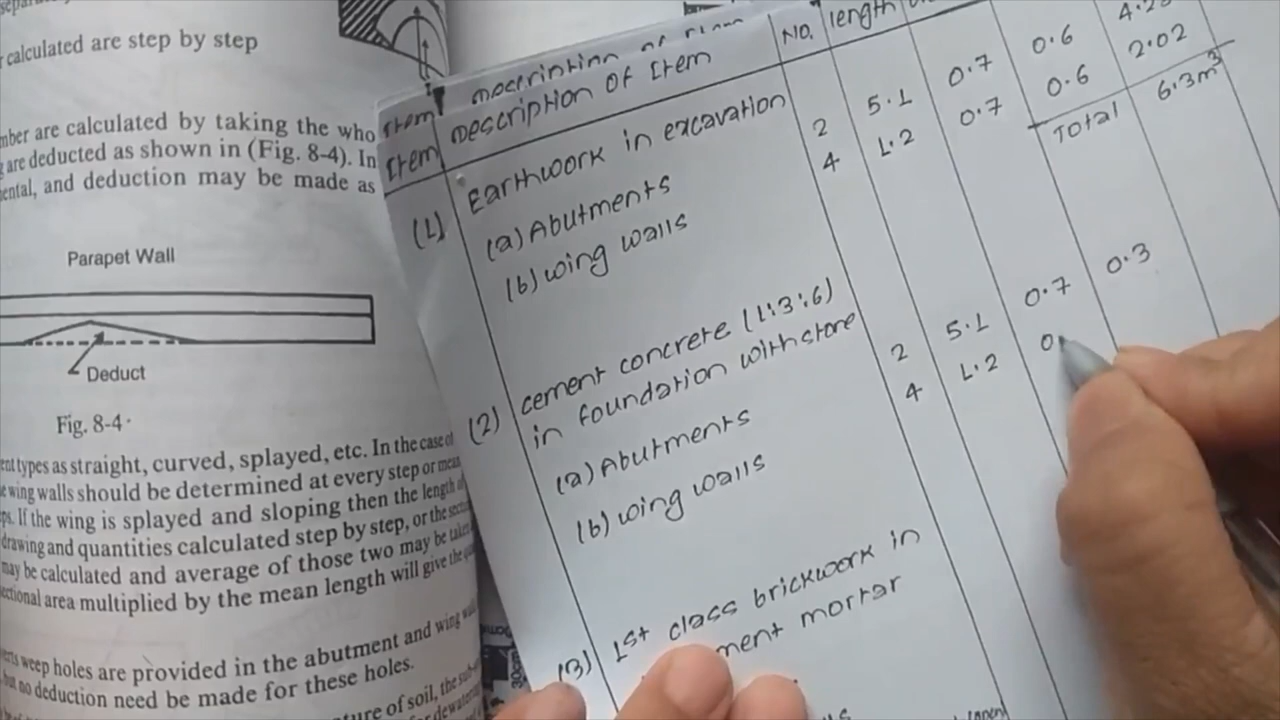 calculated are step by step
are calculated by taking the who
are deducted as shown in (Fig. 8-4). In
and deduction may be made as
Parapet Wall
Deduct
Fig. 8-4.
types as straight, curved, splayed, etc. In the case of
wing walls should be determined at every step or
If the wing is splayed and sloping then the length of
drawing and quantities calculated step by step, or the
may be calculated and average of those two may be taken
area multiplied by the mean length will give the
weep holes are provided in the abutment and wing
but no deduction need be made for these holes.
of soil, the
30cm
Item Description of Item No. length
Item
(1) Earthwork in excavation
(a) Abutments 2 5.1 0.7 0.6
(b) wing walls 4 1.2 0.7 0.6 2.02
Total 6.3m³
(2) cement concrete (1:3:6)
in foundation with stone
(a) Abutments 2 5.1 0.7 0.3
(b) wing walls 4 1.2 0
(3) 1st class brickwork in
mortar